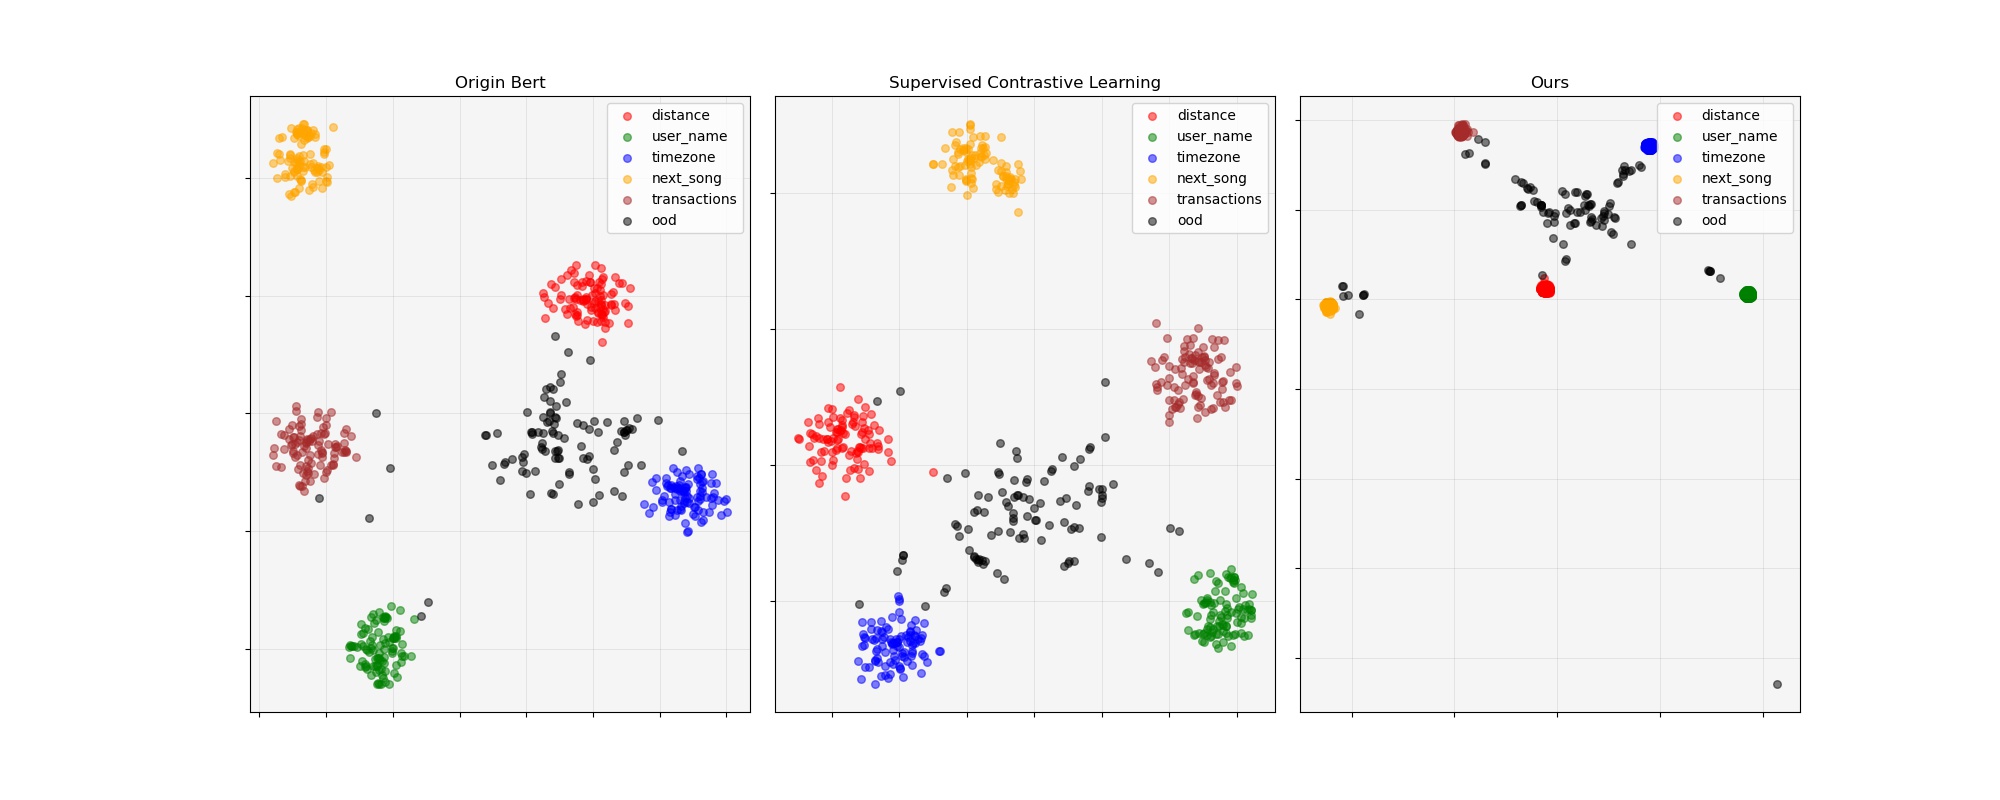 Origin Bert
distance
user_name
timezone
next_song
transactions
ood
Supervised Contrastive Learning
distance
user_name
timezone
next_song
transactions
ood
Ours
distance
user_name
timezone
next_song
transactions
ood